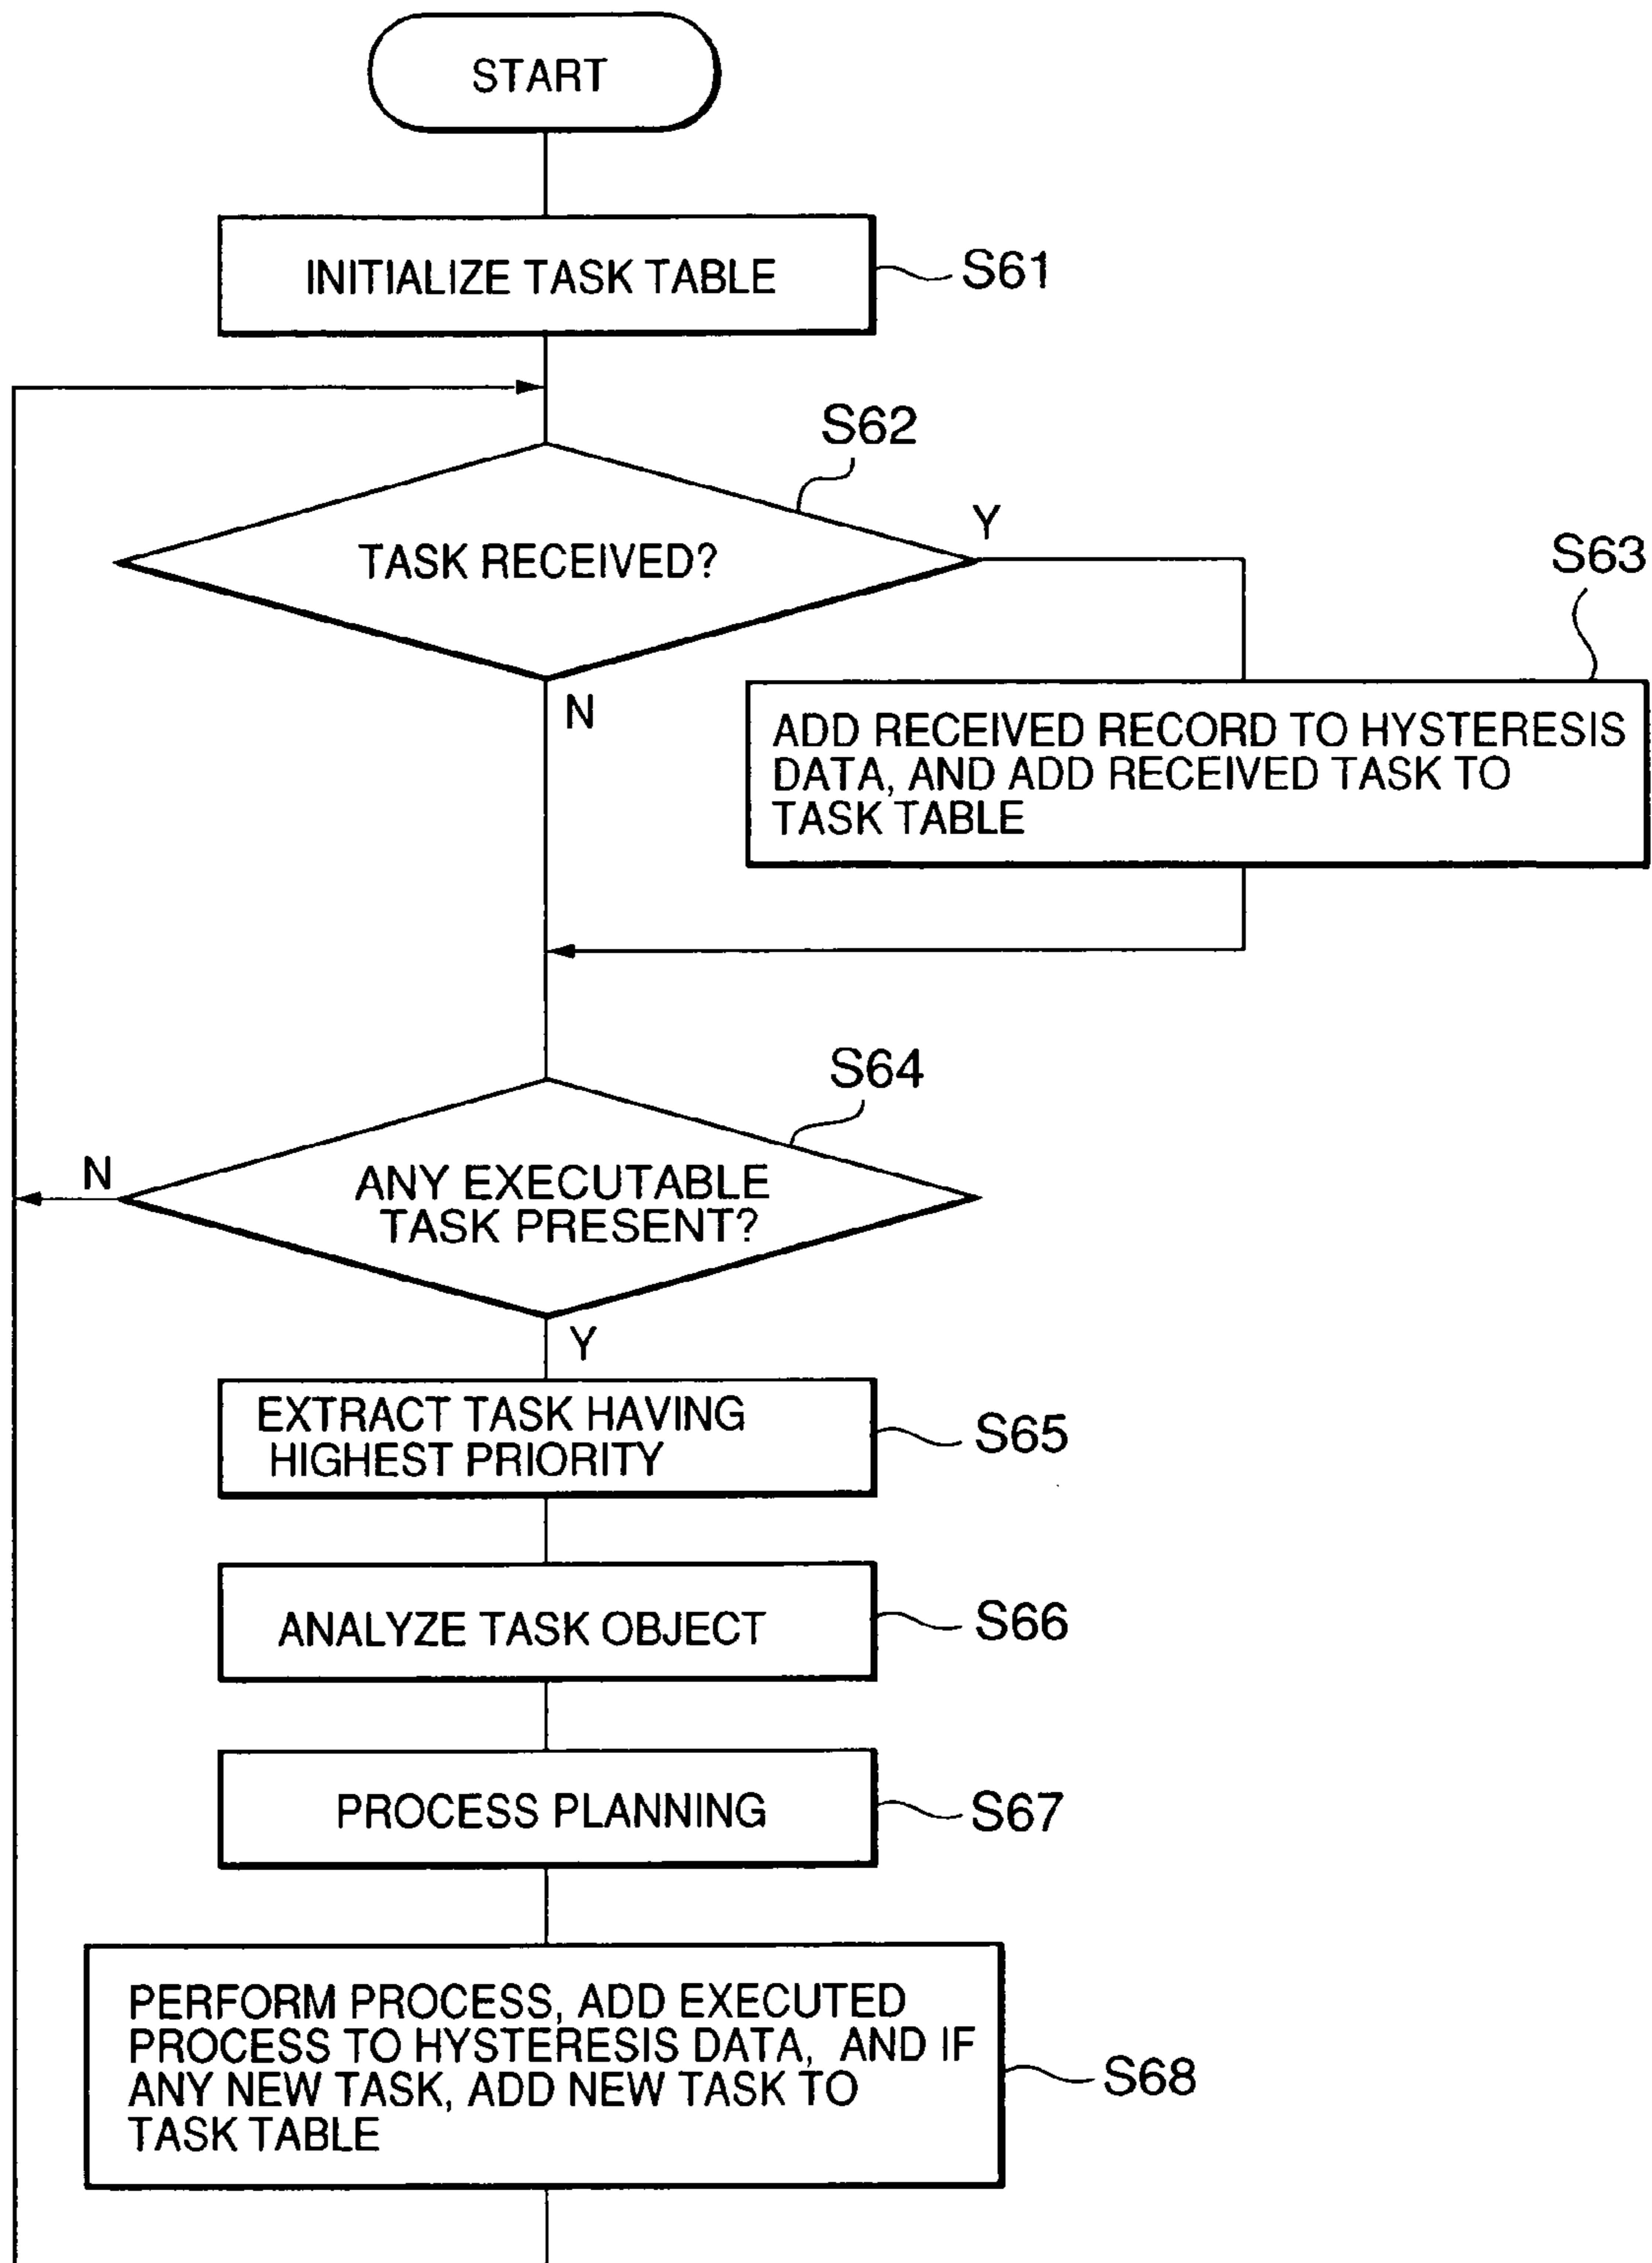 START
INITIALIZE TASK TABLE
S61
S62
TASK RECEIVED?
Y
N
S63
ADD RECEIVED RECORD TO HYSTERESIS
DATA, AND ADD RECEIVED TASK TO
TASK TABLE
S64
ANY EXECUTABLE
TASK PRESENT?
N
Y
EXTRACT TASK HAVING
HIGHEST PRIORITY
S65
ANALYZE TASK OBJECT
S66
PROCESS PLANNING
S67
PERFORM PROCESS, ADD EXECUTED
PROCESS TO HYSTERESIS DATA, AND IF
ANY NEW TASK, ADD NEW TASK TO
TASK TABLE
S68